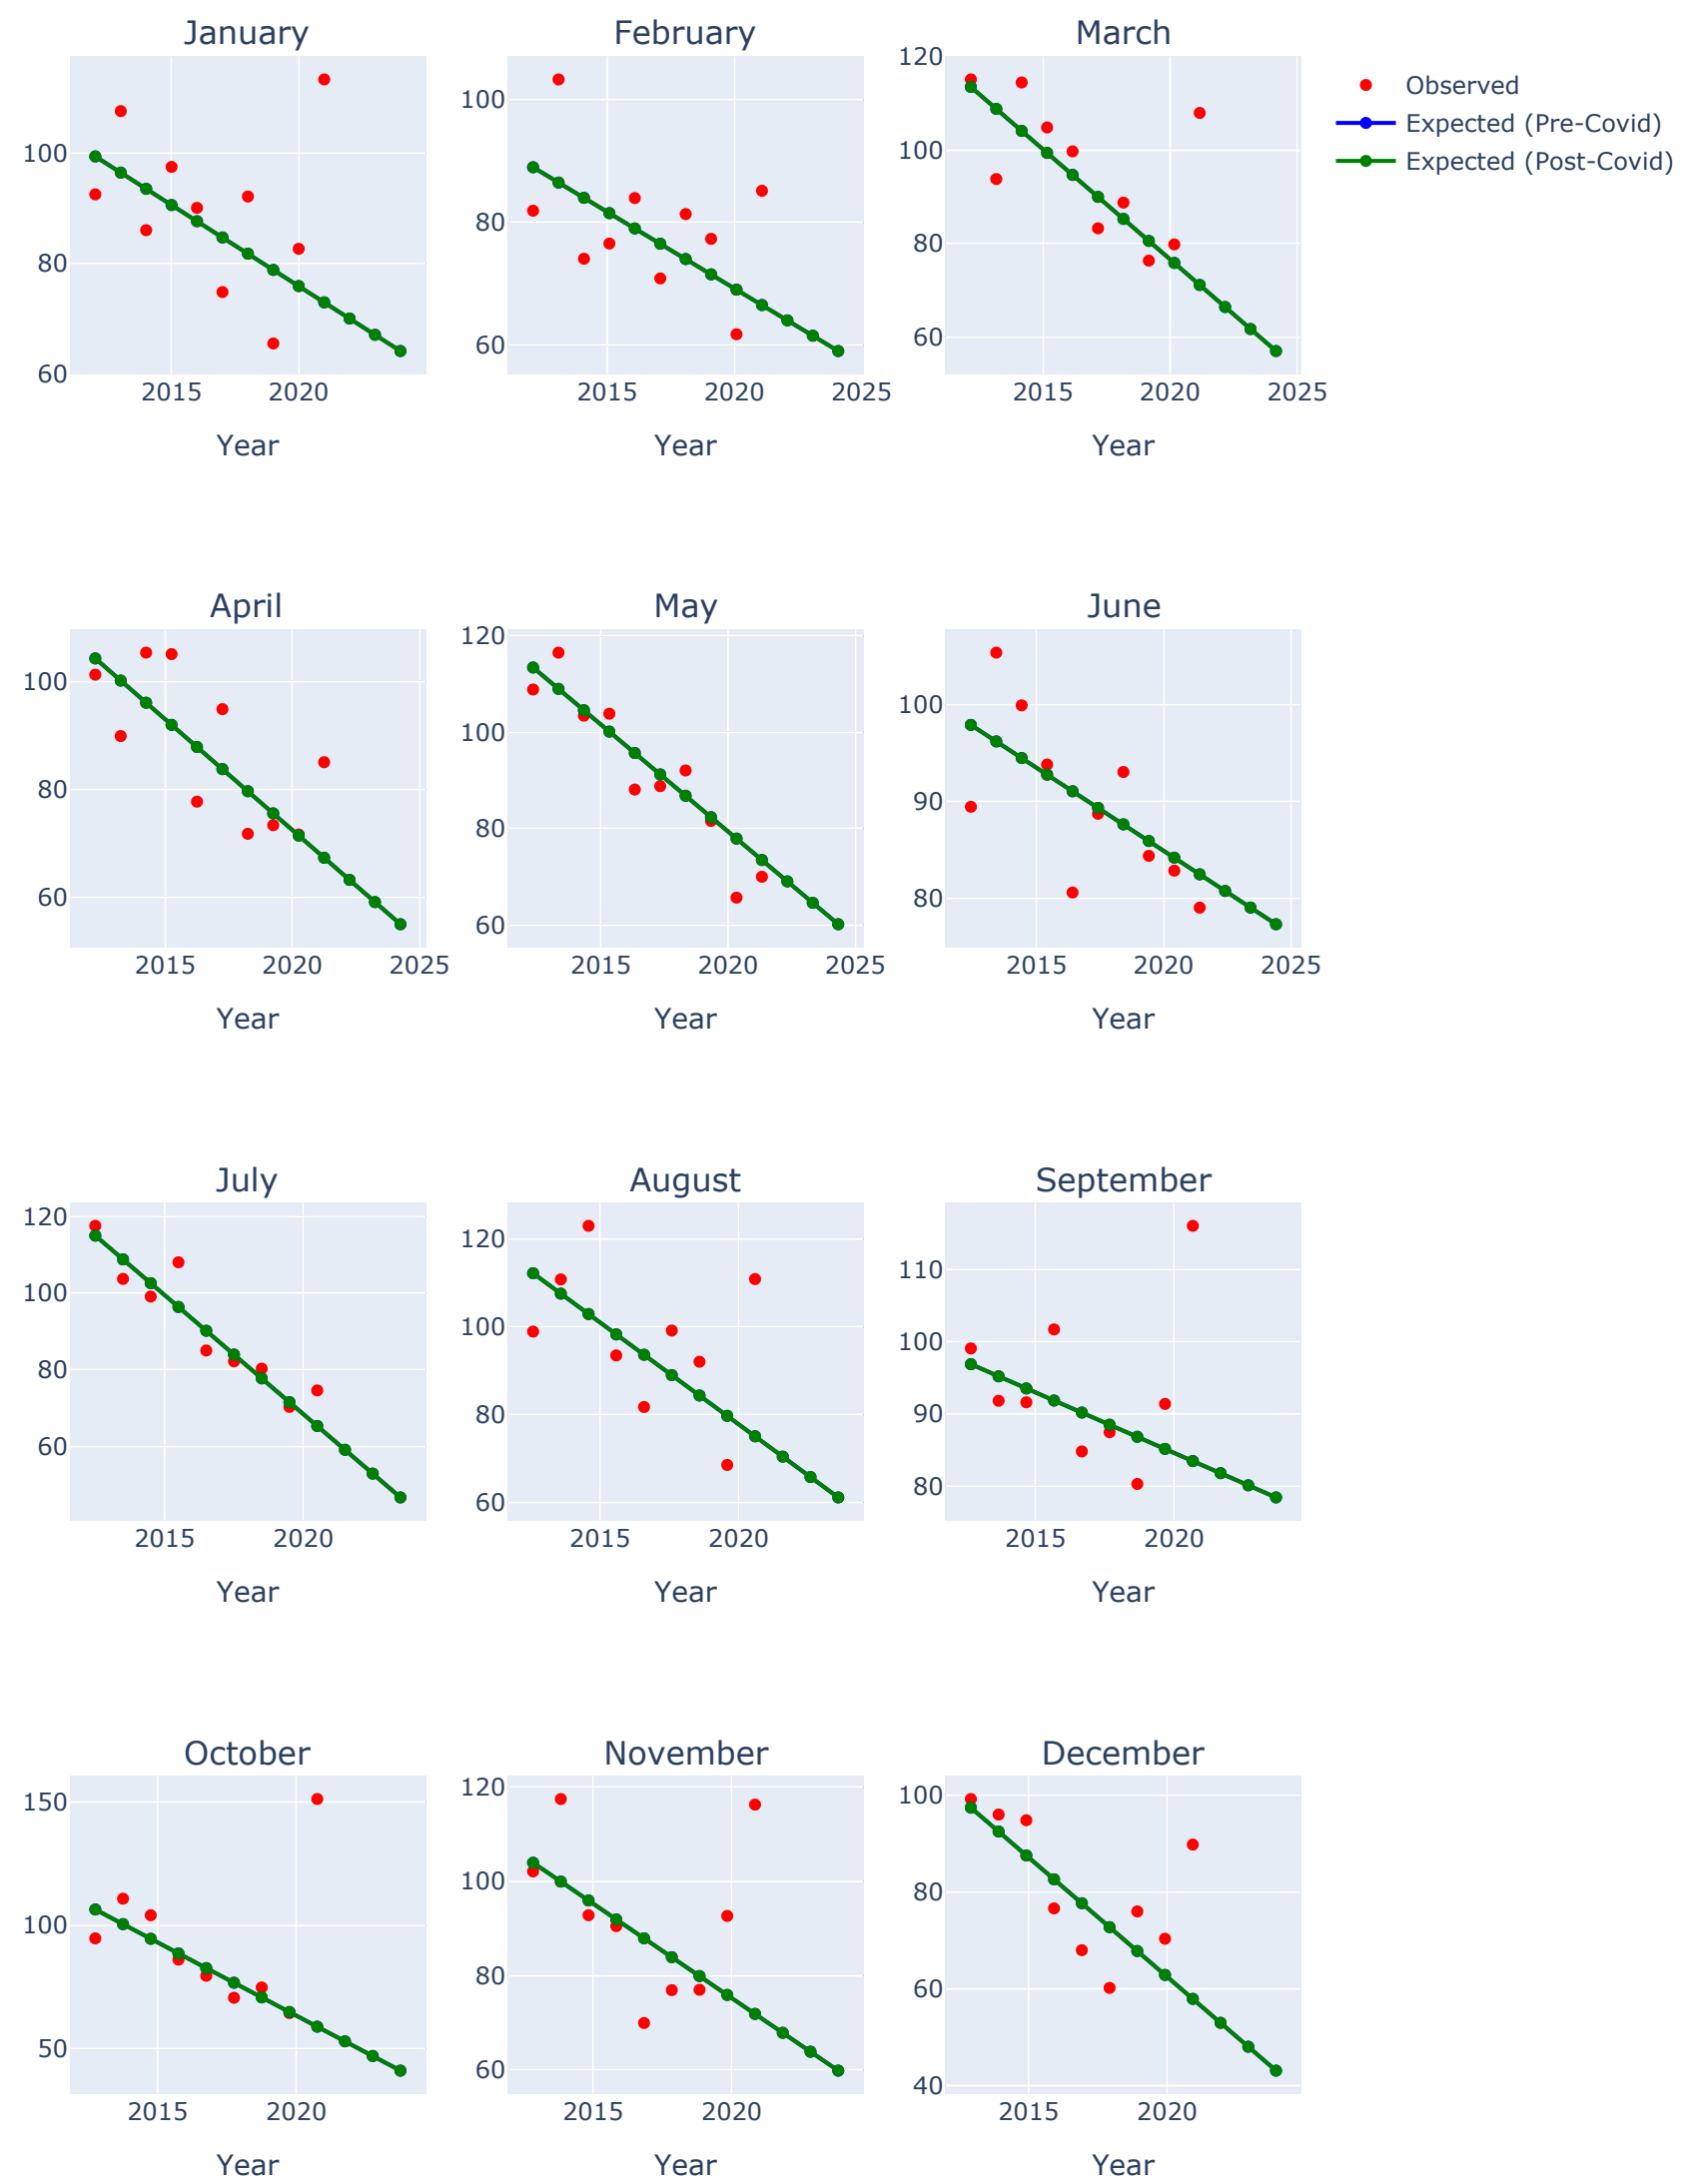 January
February
March
Observed
Expected (Pre-Covid)
Expected (Post-Covid)
100
80
60
2015
2020
Year
100
80
60
2015
2020
2025
Year
120
100
80
60
2015
2020
2025
Year
April
May
June
100
80
60
2015
2020
2025
Year
120
100
80
60
2015
2020
2025
Year
100
90
80
2015
2020
2025
Year
July
August
September
120
100
80
60
2015
2020
Year
120
100
80
60
2015
2020
Year
110
100
90
80
2015
2020
Year
October
November
December
150
100
50
2015
2020
Year
120
100
80
60
2015
2020
Year
100
80
60
40
2015
2020
Year